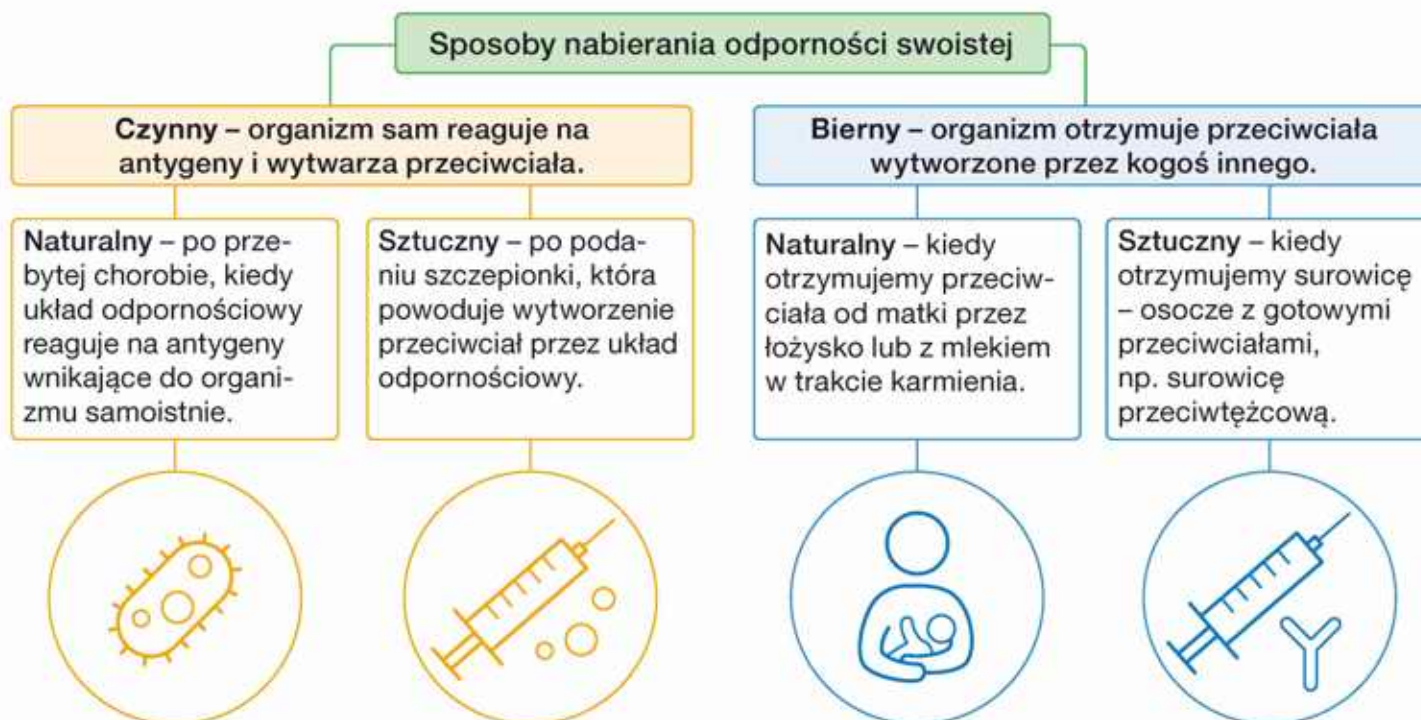 Sposoby nabierania odporności swoistej
Czynny – organizm sam reaguje na
antygeny i wytwarza przeciwciała.
Bierny – organizm otrzymuje przeciwciała
wytworzone przez kogoś innego.
Naturalny – po prze-
bytej chorobie, kiedy
układ odpornościowy
reaguje na antygeny
wnikające do organi-
zmu samoistnie.
Sztuczny – po poda-
niu szczepionki, która
powoduje wytworzenie
przeciwciał przez układ
odpornościowy.
Naturalny – kiedy
otrzymujemy przeciw-
ciała od matki przez
łożysko lub z mlekiem
w trakcie karmienia.
Sztuczny – kiedy
otrzymujemy surowicę
– osocze z gotowymi
przeciwciałami,
np. surowicę
przeciwtężcową.